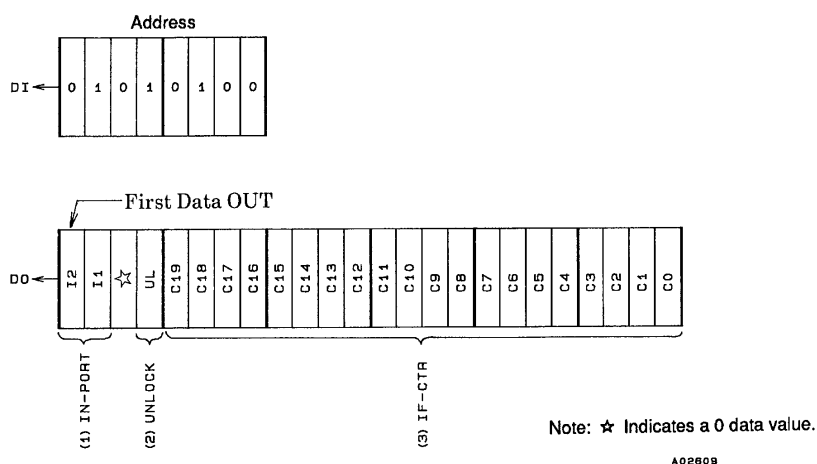 Address
DI 0 1 0 1 0 1 0 0
First Data OUT
DO I2 I1 ☆ UL C19 C18 C17 C16 C15 C14 C13 C12 C11 C10 C9 C8 C7 C6 C5 C4 C3 C2 C1 C0
(1) IN-PORT
(2) UNLOCK
(3) IF-CTR
Note: ☆ Indicates a 0 data value.
A02609